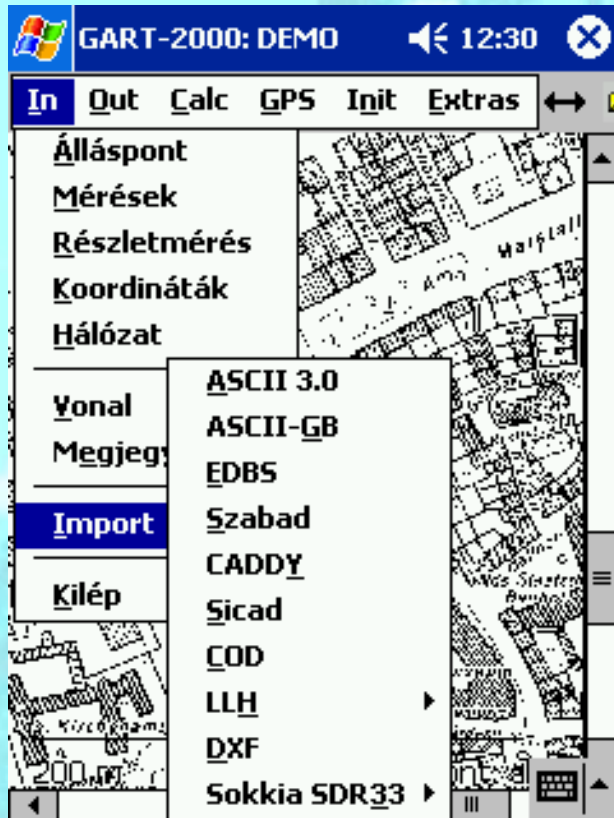 GART-2000: DEMO 12:30
In Out Calc GPS Init Extras
Álláspont
Mérések
Részletmérés
Koordináták
Hálózat
Vonal
Megjegy
Import
Kilép
ASCII 3.0
ASCII-GB
EDBS
Szabad
CADDY
Sicad
COD
LLH
DXF
Sokkia SDR33
200 m